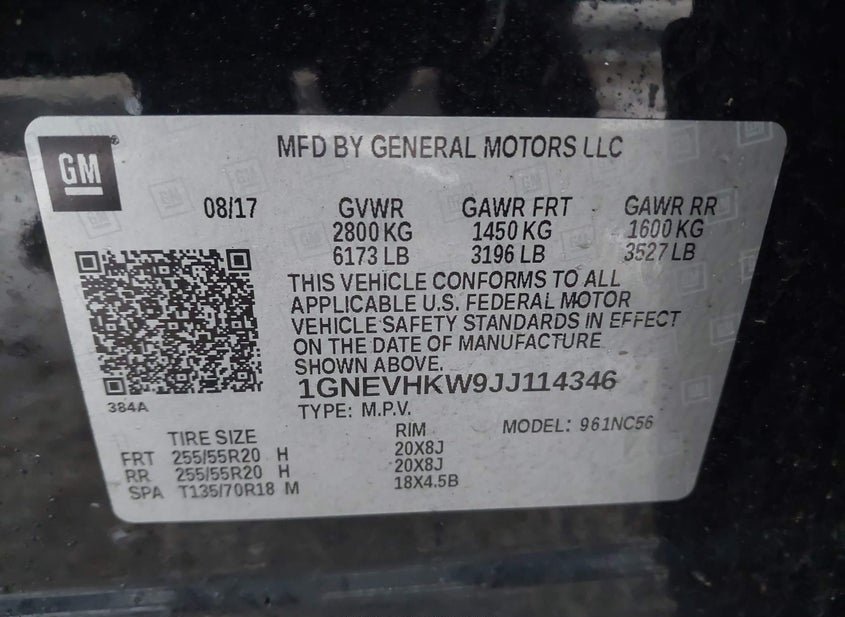 GM
MFD BY GENERAL MOTORS LLC
08/17 GVWR GAWR FRT GAWR RR
2800 KG 1450 KG 1600 KG
6173 LB 3196 LB 3527 LB
THIS VEHICLE CONFORMS TO ALL
APPLICABLE U.S. FEDERAL MOTOR
VEHICLE SAFETY STANDARDS IN EFFECT
ON THE DATE OF MANUFACTURE
SHOWN ABOVE.
1GNEVHKW9JJ114346
384A
TYPE: M.P.V.
MODEL: 961NC56
TIRE SIZE RIM
FRT 255/55R20 H 20X8J
RR 255/55R20 H 20X8J
SPA T135/70R18 M 18X4.5B